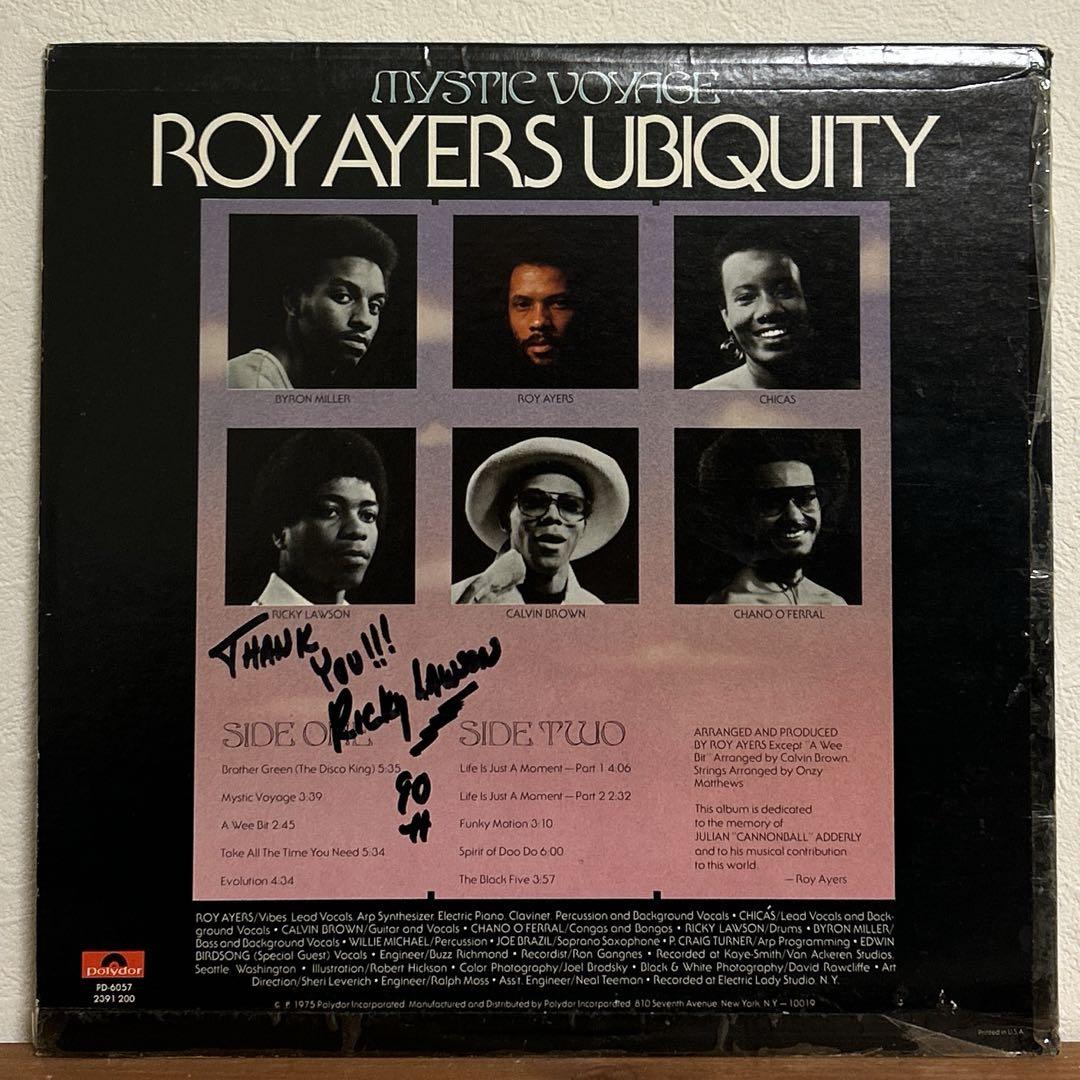 MYSTIC VOYAGE
ROY AYERS UBIQUITY
BYRON MILLER
ROY AYERS
CHICAS
RICKY LAWSON
CALVIN BROWN
CHANO O'FERRAL
THANK
YOU!!!
RICKY LAWSON
90
SIDE ONE
Brother Green (The Disco King) 5:35
Mystic Voyage 3:39
A Wee Bit 2:45
Take All The Time You Need 5:34
Evolution 4:34
SIDE TWO
Life Is Just A Moment—Part 1 4:06
Life Is Just A Moment—Part 2 2:32
Funky Motion 3:10
Spirit of Doo Do 6:00
The Black Five 3:57
ARRANGED AND PRODUCED
BY ROY AYERS Except "A Wee
Bit" Arranged by Calvin Brown.
Strings Arranged by Onzy
Matthews
This album is dedicated
to the memory of
JULIAN "CANNONBALL" ADDERLY
and to his musical contribution
to this world.
—Roy Ayers
ROY AYERS/Vibes, Lead Vocals, Arp Synthesizer, Electric Piano, Clavinet, Percussion and Background Vocals • CHICÁS/Lead Vocals and Back-
ground Vocals • CALVIN BROWN/Guitar and Vocals • CHANO O'FERRAL/Congas and Bongos • RICKY LAWSON/Drums • BYRON MILLER/
Bass and Background Vocals • WILLIE MICHAEL/Percussion • JOE BRAZIL/Soprano Saxophone • P. CRAIG TURNER/Arp Programming • EDWIN
BIRDSONG (Special Guest) Vocals • Engineer/Buzz Richmond • Recordist/Ron Gangnes • Recorded at Kaye-Smith/Van Ackeren Studios,
Seattle, Washington • Illustration/Robert Hickson • Color Photography/Joel Brodsky • Black & White Photography/David Rawcliffe • Art
Direction/Sheri Leverich • Engineer/Ralph Moss • Ass't. Engineer/Neal Teeman • Recorded at Electric Lady Studio, N.Y.
© ℗ 1975 Polydor Incorporated. Manufactured and Distributed by Polydor Incorporated, 810 Seventh Avenue, New York, N.Y.—10019
polydor
PD-6057
2391 200
Printed in U.S.A.